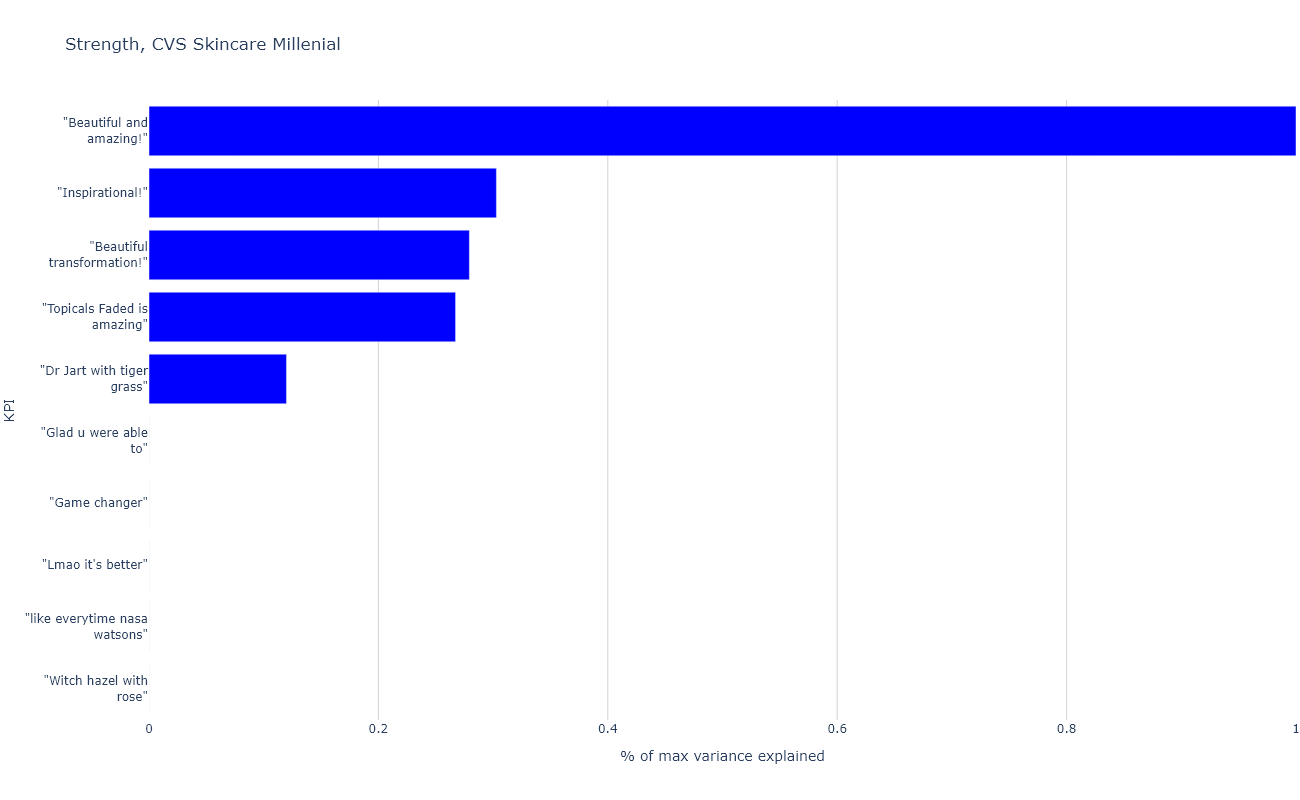 Strength, CVS Skincare Millenial
"Beautiful and
amazing!"
"Inspirational!"
"Beautiful
transformation!"
"Topicals Faded is
amazing"
"Dr Jart with tiger
grass"
"Glad u were able
to"
"Game changer"
"Lmao it's better"
"like everytime nasa
watsons"
"Witch hazel with
rose"
KPI
0 0.2 0.4 0.6 0.8 1
% of max variance explained